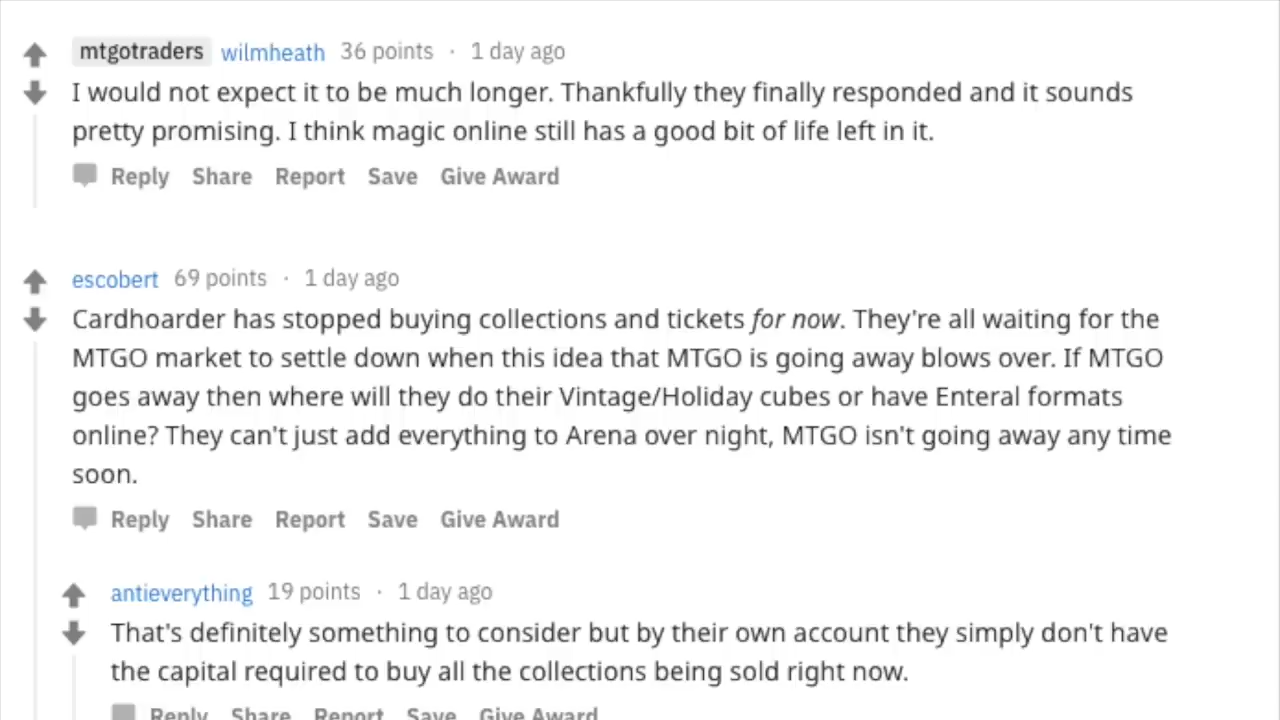 mtgotraders wilmheath 36 points · 1 day ago
I would not expect it to be much longer. Thankfully they finally responded and it sounds
pretty promising. I think magic online still has a good bit of life left in it.
Reply Share Report Save Give Award
escobert 69 points · 1 day ago
Cardhoarder has stopped buying collections and tickets for now. They're all waiting for the
MTGO market to settle down when this idea that MTGO is going away blows over. If MTGO
goes away then where will they do their Vintage/Holiday cubes or have Enteral formats
online? They can't just add everything to Arena over night, MTGO isn't going away any time
soon.
Reply Share Report Save Give Award
antieverything 19 points · 1 day ago
That's definitely something to consider but by their own account they simply don't have
the capital required to buy all the collections being sold right now.
Reply Share Report Save Give Award